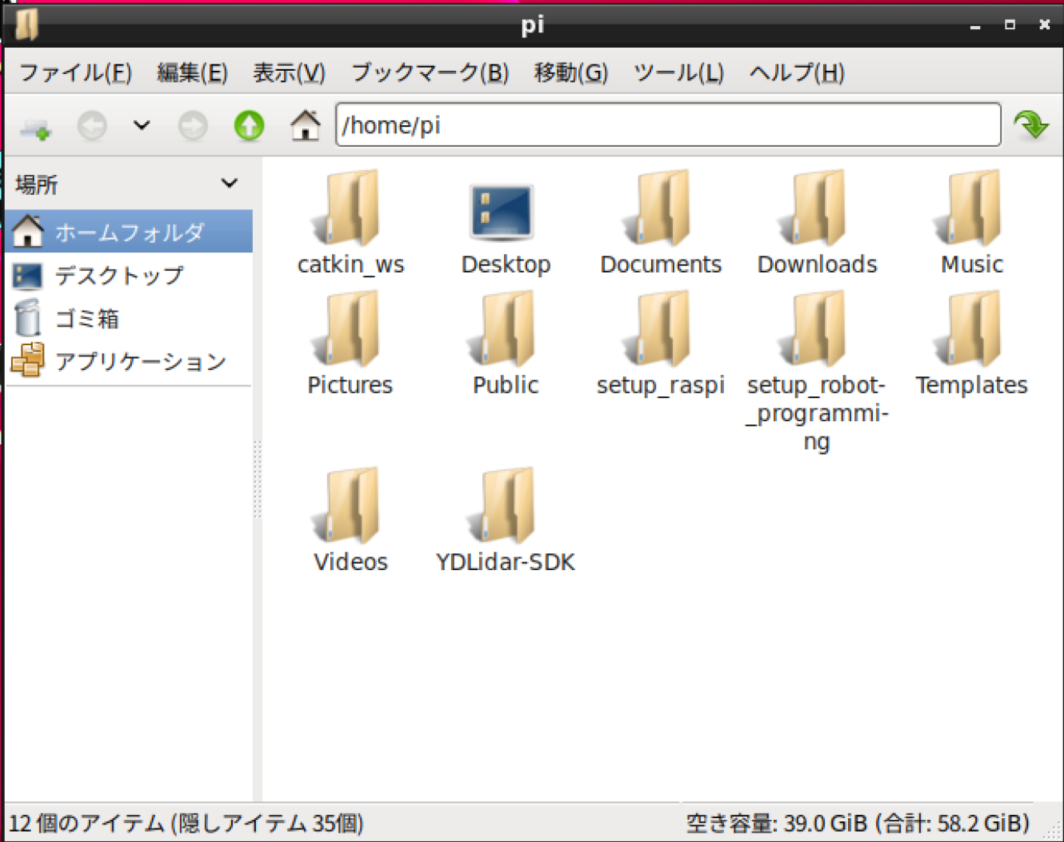 pi
ファイル(F) 編集(E) 表示(V) ブックマーク(B) 移動(G) ツール(L) ヘルプ(H)
/home/pi
場所
ホームフォルダ
デスクトップ
ゴミ箱
アプリケーション
catkin_ws Desktop Documents Downloads Music
Pictures Public setup_raspi setup_robot- Templates
_programmi-
ng
Videos YDLidar-SDK
12 個のアイテム (隠しアイテム 35個) 空き容量: 39.0 GiB (合計: 58.2 GiB)